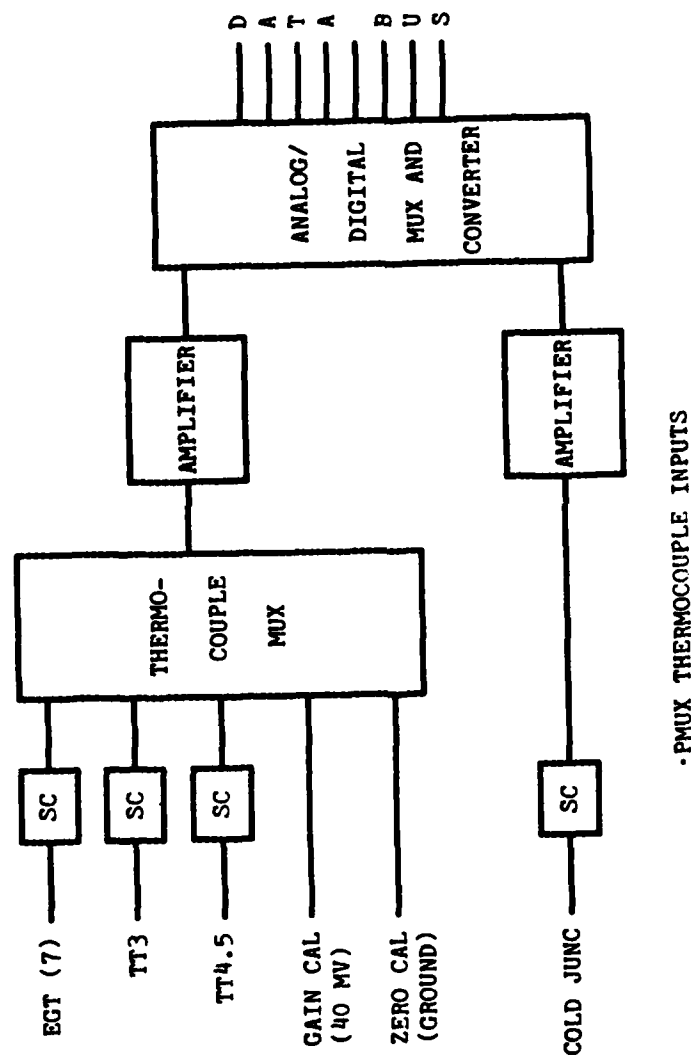 EGT (7)
SC
TT3
SC
TT4.5
SC
GAIN CAL
(40 MV)
ZERO CAL
(GROUND)
THERMO-
COUPLE
MUX
AMPLIFIER
COLD JUNC
SC
AMPLIFIER
ANALOG/
DIGITAL
MUX AND
CONVERTER
D
A
T
A
B
U
S
·PMUX THERMOCOUPLE INPUTS